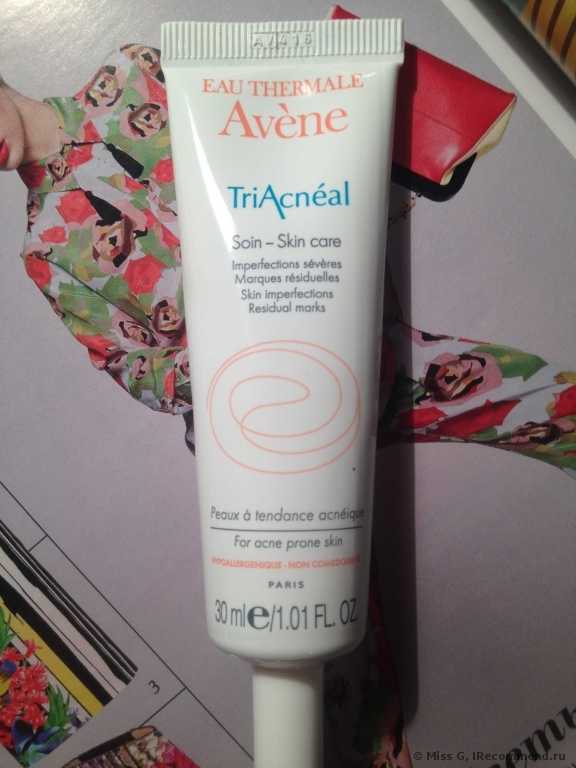 EAU THERMALE
Avène
TriAcnéal
Soin – Skin care
Imperfections sévères
Marques résiduelles
Skin imperfections
Residual marks
Peaux à tendance acnéique
For acne prone skin
HYPOALLERGENIQUE - NON COMEDOGENE
PARIS
30 ml e/1.01 FL. OZ
3
© Miss G, IRecommend.ru